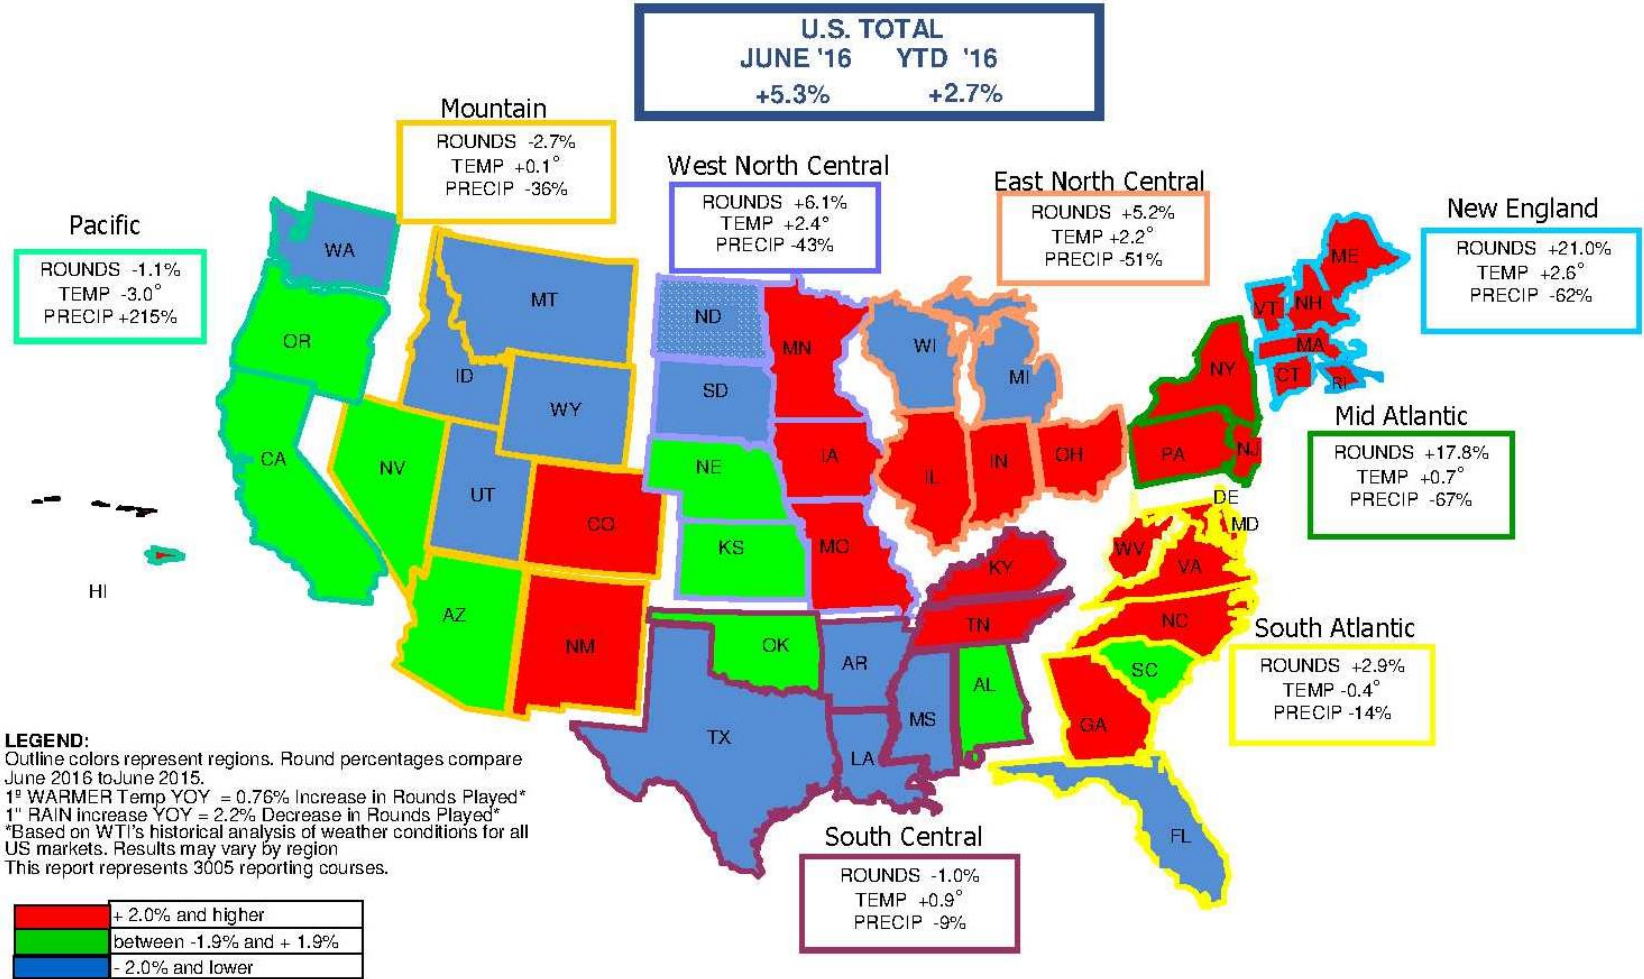 U.S. TOTAL
JUNE '16 YTD '16
+5.3% +2.7%
Mountain
ROUNDS -2.7%
TEMP +0.1°
PRECIP -36%
West North Central
ROUNDS +6.1%
TEMP +2.4°
PRECIP -43%
East North Central
ROUNDS +5.2%
TEMP +2.2°
PRECIP -51%
New England
ROUNDS +21.0%
TEMP +2.6°
PRECIP -62%
Pacific
ROUNDS -1.1%
TEMP -3.0°
PRECIP +215%
Mid Atlantic
ROUNDS +17.8%
TEMP +0.7°
PRECIP -67%
South Atlantic
ROUNDS +2.9%
TEMP -0.4°
PRECIP -14%
South Central
ROUNDS -1.0%
TEMP +0.9°
PRECIP -9%
WA
OR
CA
HI
MT
ID
WY
NV
UT
CO
AZ
NM
ND
SD
NE
KS
MN
IA
MO
WI
MI
IL
IN
OH
KY
TN
OK
AR
TX
LA
MS
AL
ME
VT
NH
MA
CT
RI
NY
PA
NJ
DE
MD
WV
VA
NC
SC
GA
FL
LEGEND:
Outline colors represent regions. Round percentages compare
June 2016 toJune 2015.
1º WARMER Temp YOY = 0.76% Increase in Rounds Played*
1" RAIN increase YOY = 2.2% Decrease in Rounds Played*
*Based on WTI's historical analysis of weather conditions for all
US markets. Results may vary by region
This report represents 3005 reporting courses.
+ 2.0% and higher
between -1.9% and + 1.9%
- 2.0% and lower